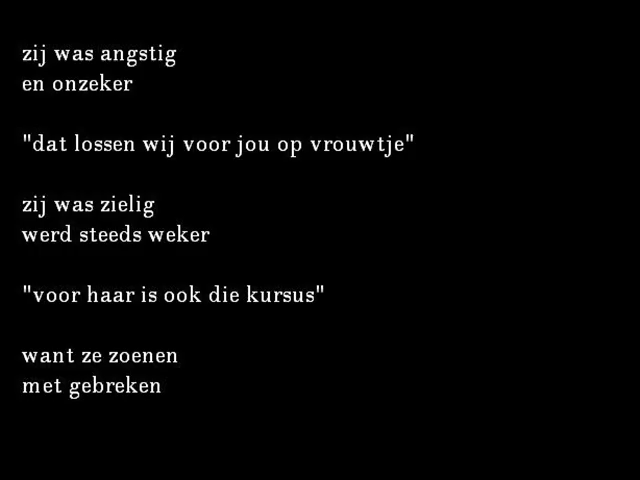 zij was angstig
en onzeker
"dat lossen wij voor jou op vrouwtje"
zij was zielig
werd steeds weker
"voor haar is ook die kursus"
want ze zoenen
met gebreken